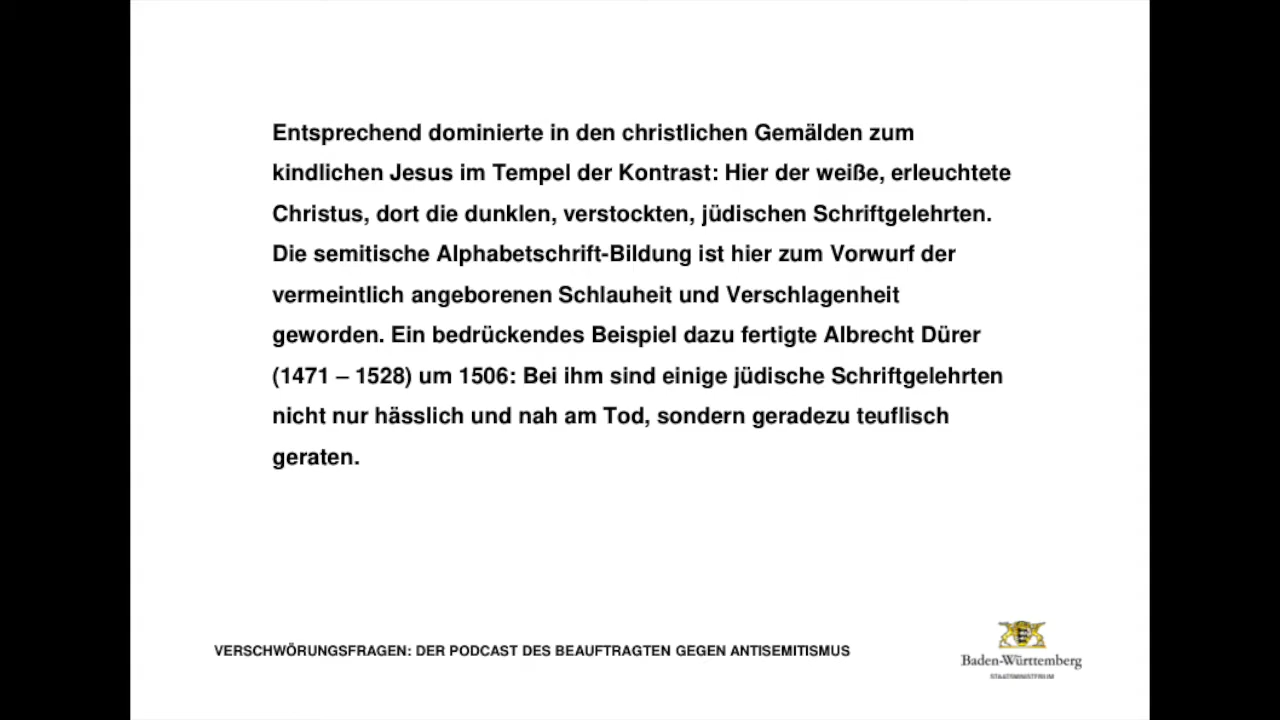 Entsprechend dominierte in den christlichen Gemälden zum
kindlichen Jesus im Tempel der Kontrast: Hier der weiße, erleuchtete
Christus, dort die dunklen, verstockten, jüdischen Schriftgelehrten.
Die semitische Alphabetschrift-Bildung ist hier zum Vorwurf der
vermeintlich angeborenen Schlauheit und Verschlagenheit
geworden. Ein bedrückendes Beispiel dazu fertigte Albrecht Dürer
(1471 – 1528) um 1506: Bei ihm sind einige jüdische Schriftgelehrten
nicht nur hässlich und nah am Tod, sondern geradezu teuflisch
geraten.
VERSCHWÖRUNGSFRAGEN: DER PODCAST DES BEAUFTRAGTEN GEGEN ANTISEMITISMUS
Baden-Württemberg
STAATSMINISTERIUM